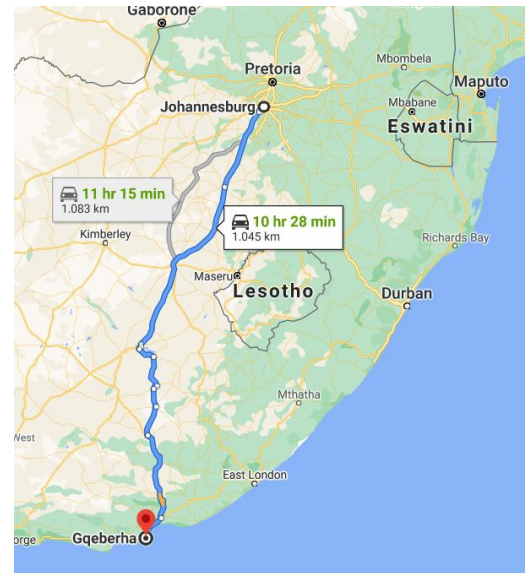 Gaborone
Pretoria
Mbombela
Maputo
Johannesburg
Mbabane
Eswatini
11 hr 15 min
1.083 km
10 hr 28 min
1.045 km
Kimberley
Richards Bay
Maseru
Lesotho
Durban
Mthatha
West
East London
Gqeberha
orge